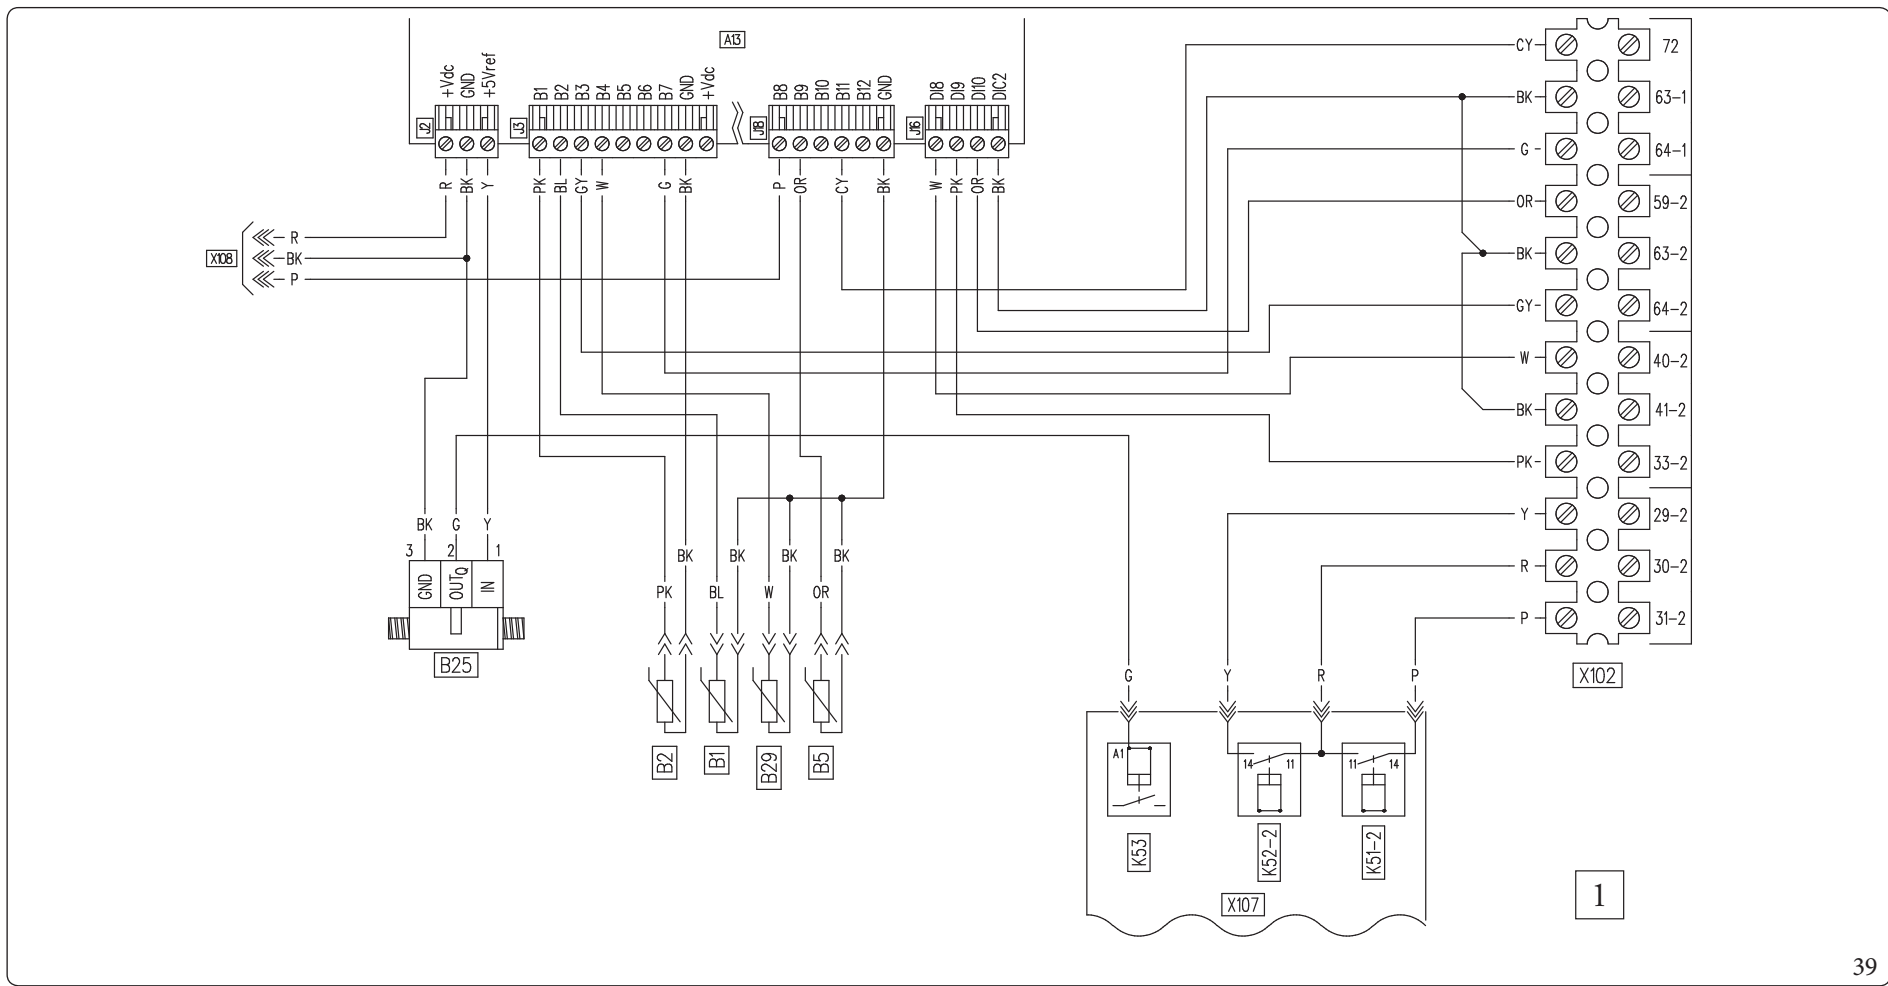 A13
+Vdc GND +5Vref
B1 B2 B3 B4 B5 B6 B7 GND +Vdc
B8 B9 B10 B11 B12 GND
DI8 DI9 DI10 DIC2
J2 J3 J18 J16
R BK Y
PK BL GY W G BK
P OR CY BK
W PK OR BK
X108
R
BK
P
CY 72
BK 63-1
G 64-1
OR 59-2
BK 63-2
GY 64-2
W 40-2
BK 41-2
PK 33-2
Y 29-2
R 30-2
P 31-2
X102
BK G Y
3 2 1
GND OUTQ IN
B25
BK BK BK BK
PK BL W OR
B2 B1 B29 B5
G Y R P
A1
14 11 11 14
K53 K52-2 K51-2
X107
1
39